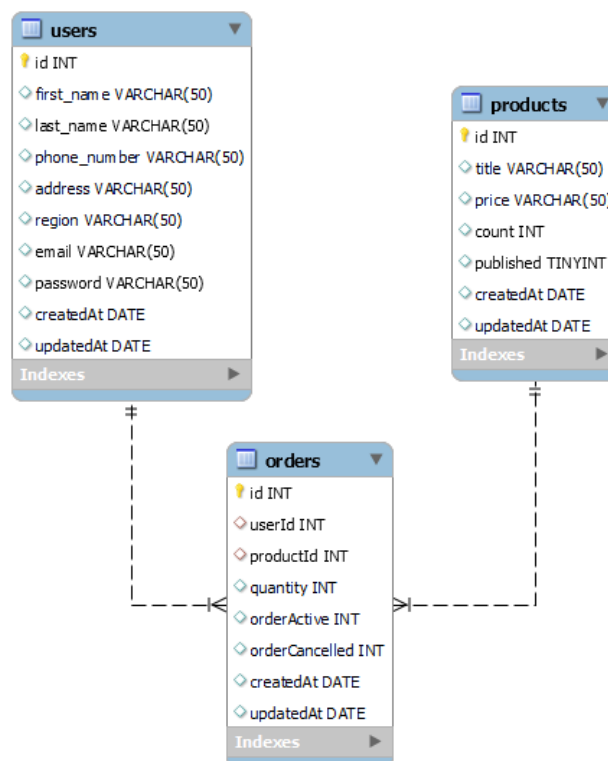 users
id INT
first_name VARCHAR(50)
last_name VARCHAR(50)
phone_number VARCHAR(50)
address VARCHAR(50)
region VARCHAR(50)
email VARCHAR(50)
password VARCHAR(50)
createdAt DATE
updatedAt DATE
Indexes
products
id INT
title VARCHAR(50)
price VARCHAR(50)
count INT
published TINYINT
createdAt DATE
updatedAt DATE
Indexes
orders
id INT
userId INT
productId INT
quantity INT
orderActive INT
orderCancelled INT
createdAt DATE
updatedAt DATE
Indexes